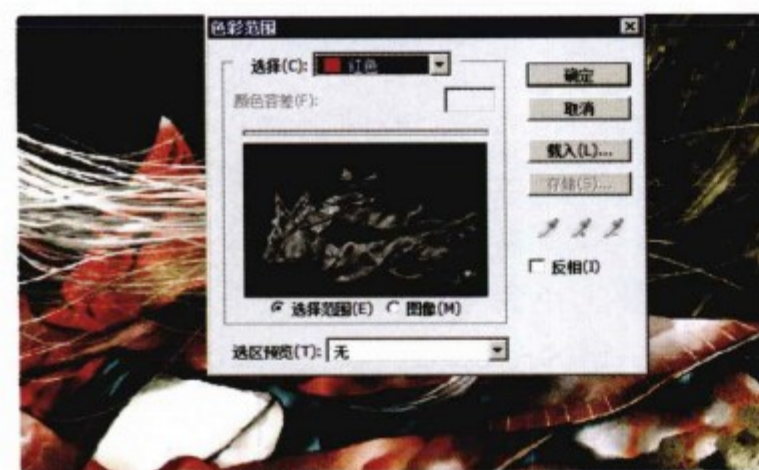 色彩范围
选择(C): 红色
颜色容差(F):
确定
取消
载入(L)...
存储(S)...
反相(I)
选择范围(E) 图像(M)
选区预览(T): 无